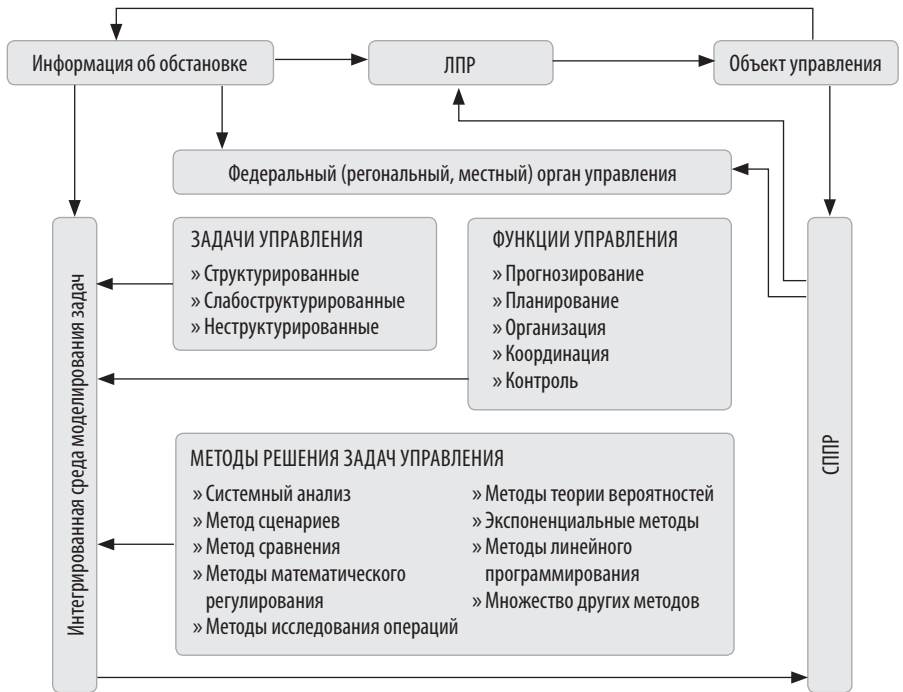 Информация об обстановке
ЛПР
Объект управления
Федеральный (регональный, местный) орган управления
Интегрированная среда моделирования задач
ЗАДАЧИ УПРАВЛЕНИЯ
» Структурированные
» Слабоструктурированные
» Неструктурированные
ФУНКЦИИ УПРАВЛЕНИЯ
» Прогнозирование
» Планирование
» Организация
» Координация
» Контроль
МЕТОДЫ РЕШЕНИЯ ЗАДАЧ УПРАВЛЕНИЯ
» Системный анализ
» Метод сценариев
» Метод сравнения
» Методы математического
регулирования
» Методы исследования операций
» Методы теории вероятностей
» Экспоненциальные методы
» Методы линейного
программирования
» Множество других методов
СППР